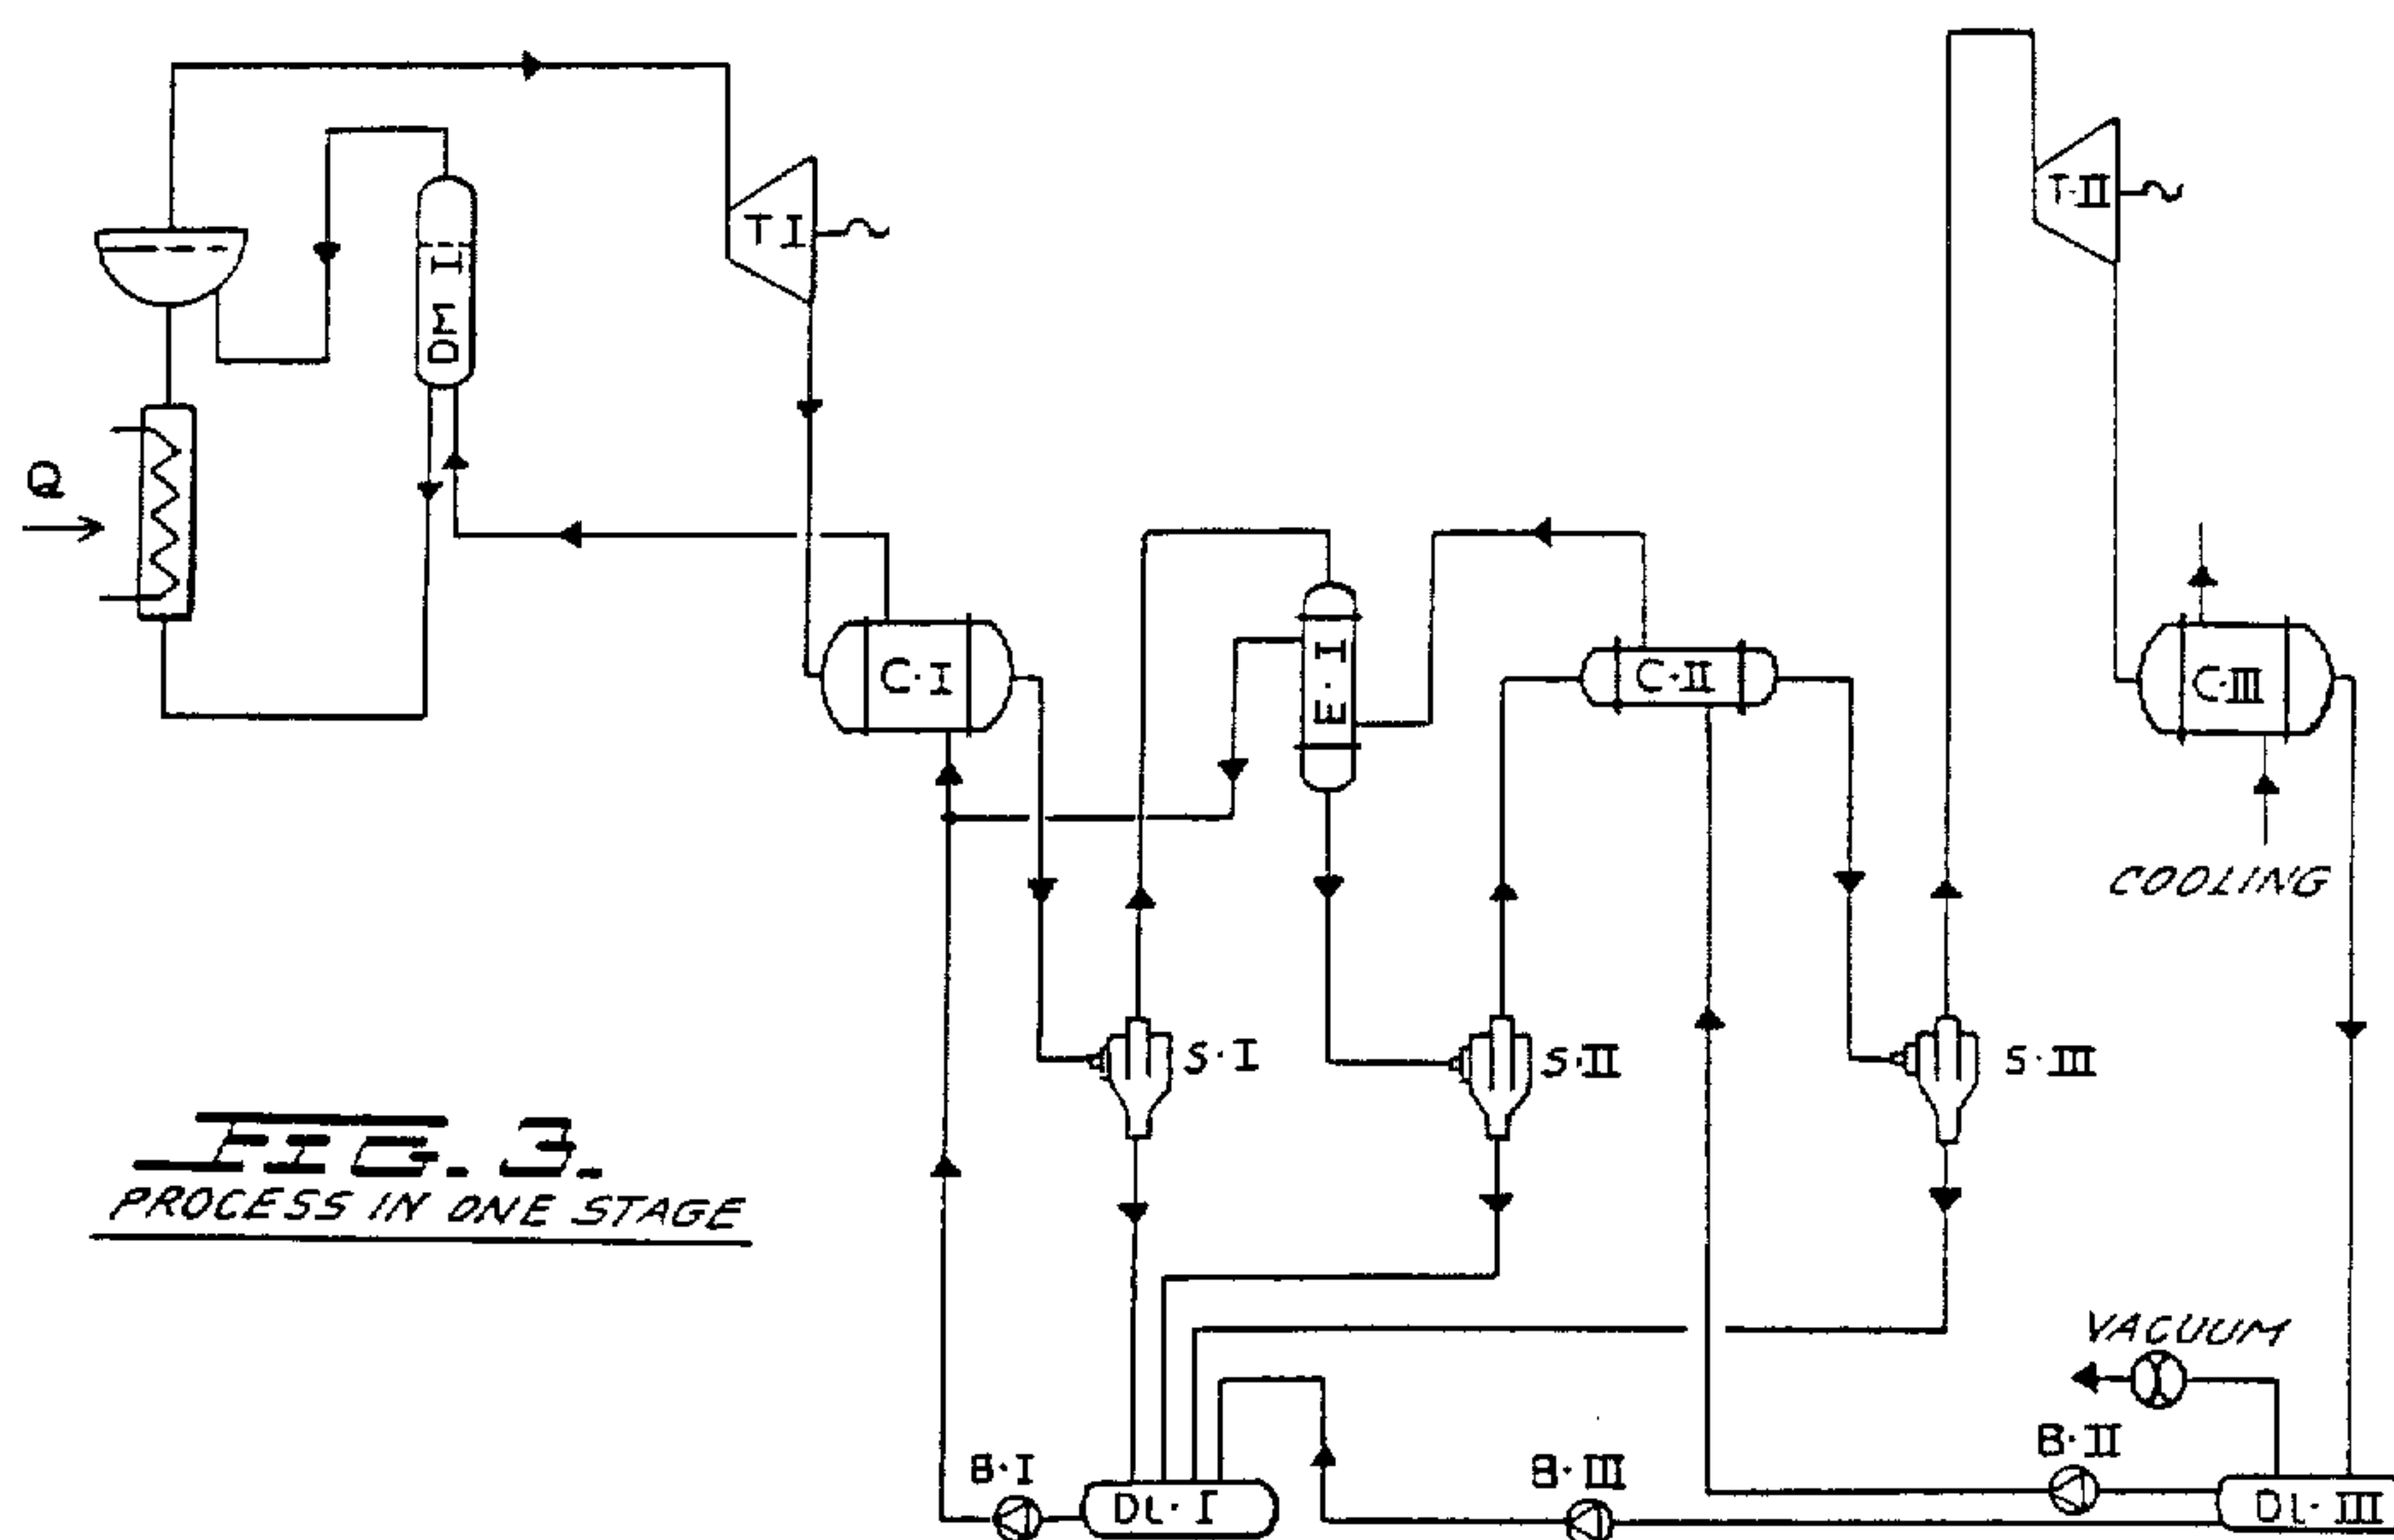 T I
T·II
DM I
Q
C·I
E·I
C·II
C·III
COOLING
S·I
S·II
S·III
FIG. 3.
PROCESS IN ONE STAGE
VACUUM
B·I
B·III
B·II
DL·I
DL·III